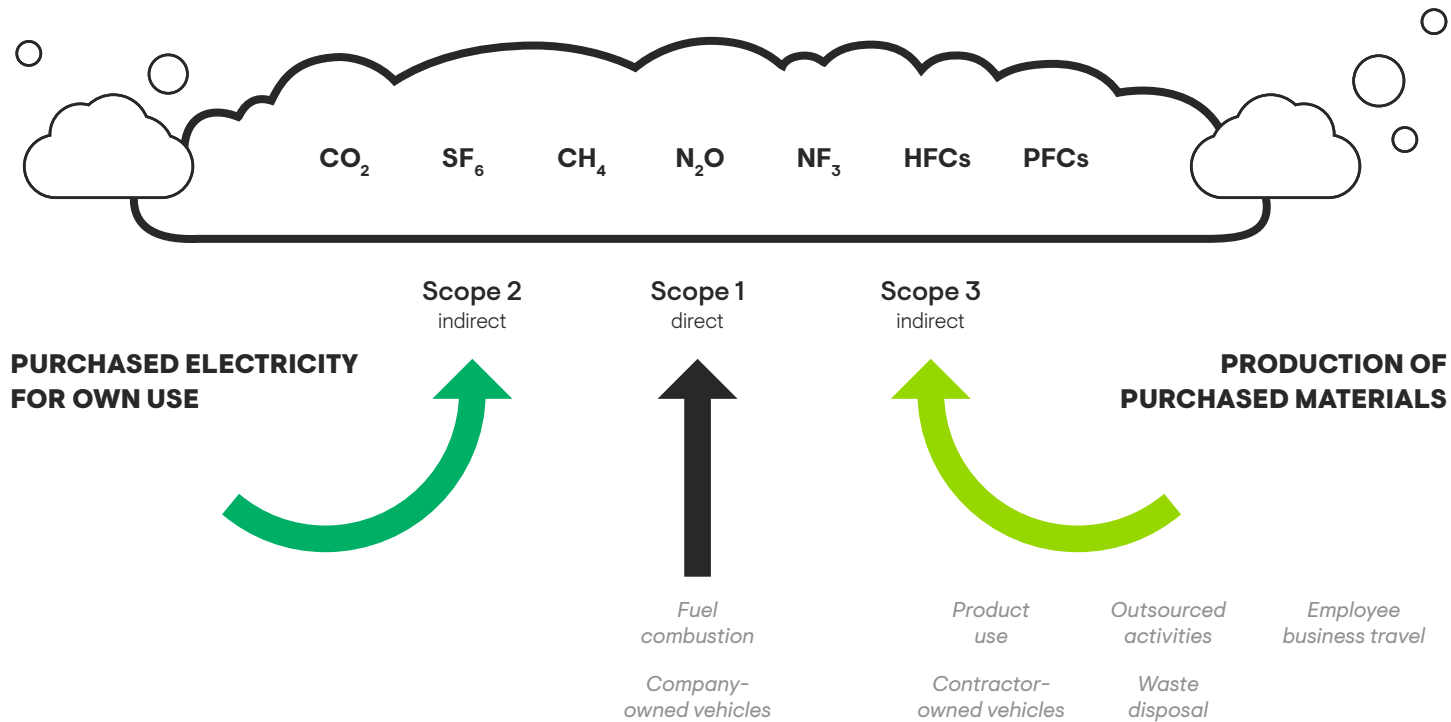 CO₂ SF₆ CH₄ N₂O NF₃ HFCs PFCs
Scope 2
indirect
Scope 1
direct
Scope 3
indirect
PURCHASED ELECTRICITY
FOR OWN USE
PRODUCTION OF
PURCHASED MATERIALS
Fuel
combustion
Company-
owned vehicles
Product
use
Outsourced
activities
Employee
business travel
Contractor-
owned vehicles
Waste
disposal